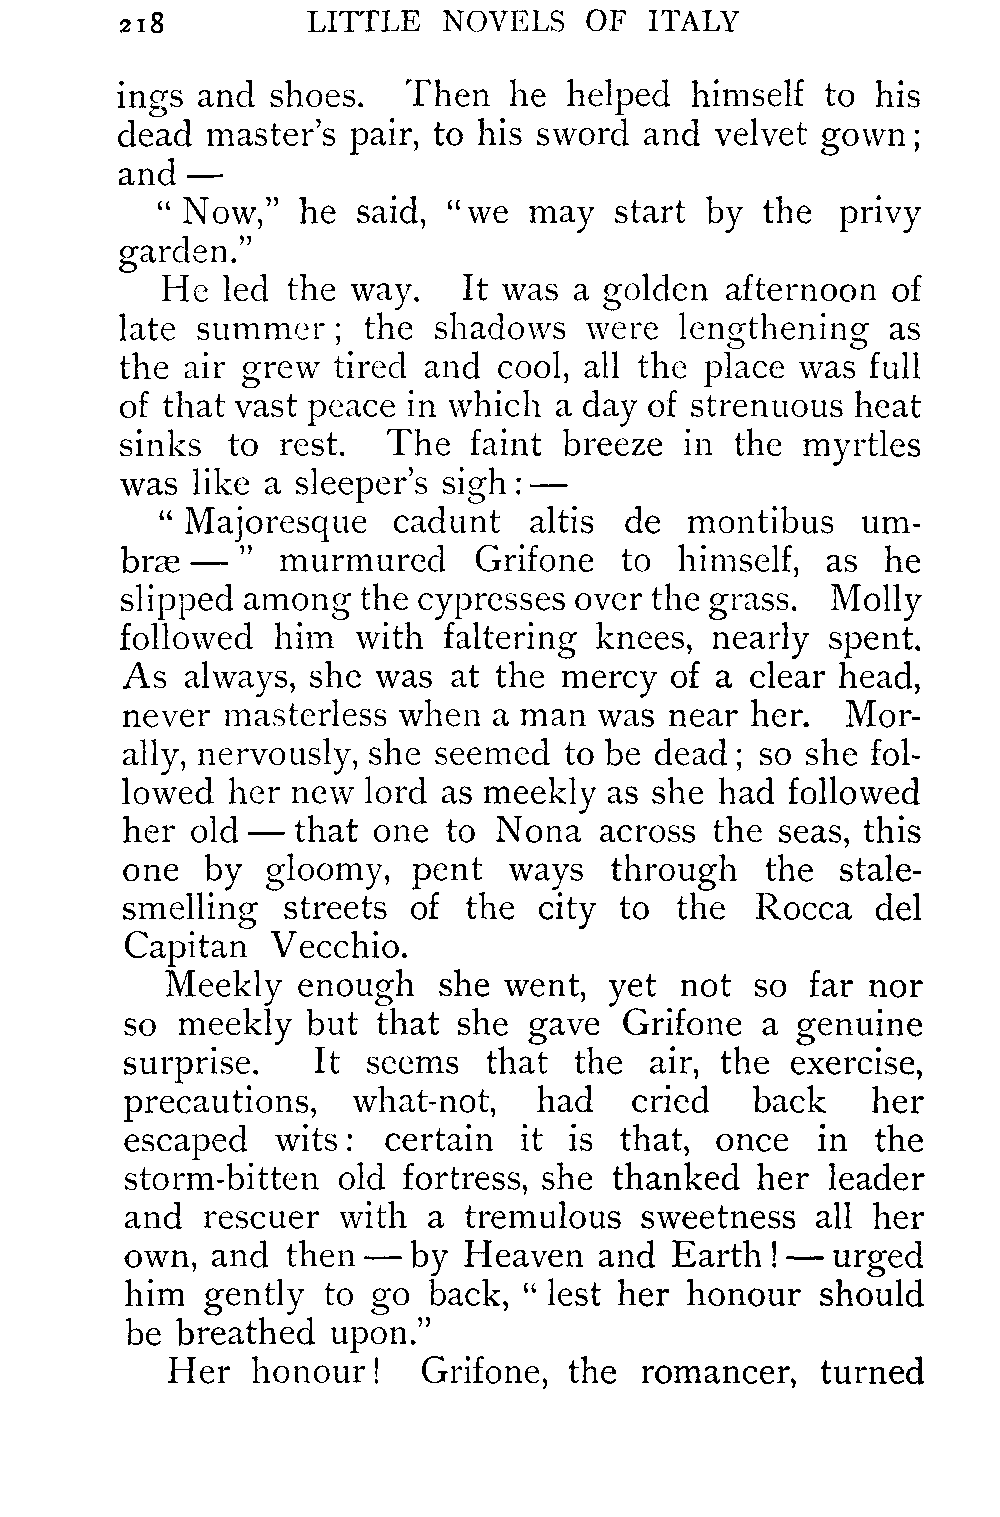 218 LITTLE NOVELS OF ITALY
ings and shoes. Then he helped himself to his
dead master's pair, to his sword and velvet gown;
and —
"Now," he said, "we may start by the privy
garden."
He led the way. It was a golden afternoon of
late summer; the shadows were lengthening as
the air grew tired and cool, all the place was full
of that vast peace in which a day of strenuous heat
sinks to rest. The faint breeze in the myrtles
was like a sleeper's sigh: —
"Majoresque cadunt altis de montibus um-
bræ — " murmured Grifone to himself, as he
slipped among the cypresses over the grass. Molly
followed him with faltering knees, nearly spent.
As always, she was at the mercy of a clear head,
never masterless when a man was near her. Mor-
ally, nervously, she seemed to be dead; so she fol-
lowed her new lord as meekly as she had followed
her old — that one to Nona across the seas, this
one by gloomy, pent ways through the stale-
smelling streets of the city to the Rocca del
Capitan Vecchio.
Meekly enough she went, yet not so far nor
so meekly but that she gave Grifone a genuine
surprise. It seems that the air, the exercise,
precautions, what-not, had cried back her
escaped wits: certain it is that, once in the
storm-bitten old fortress, she thanked her leader
and rescuer with a tremulous sweetness all her
own, and then — by Heaven and Earth! — urged
him gently to go back, "lest her honour should
be breathed upon."
Her honour! Grifone, the romancer, turned